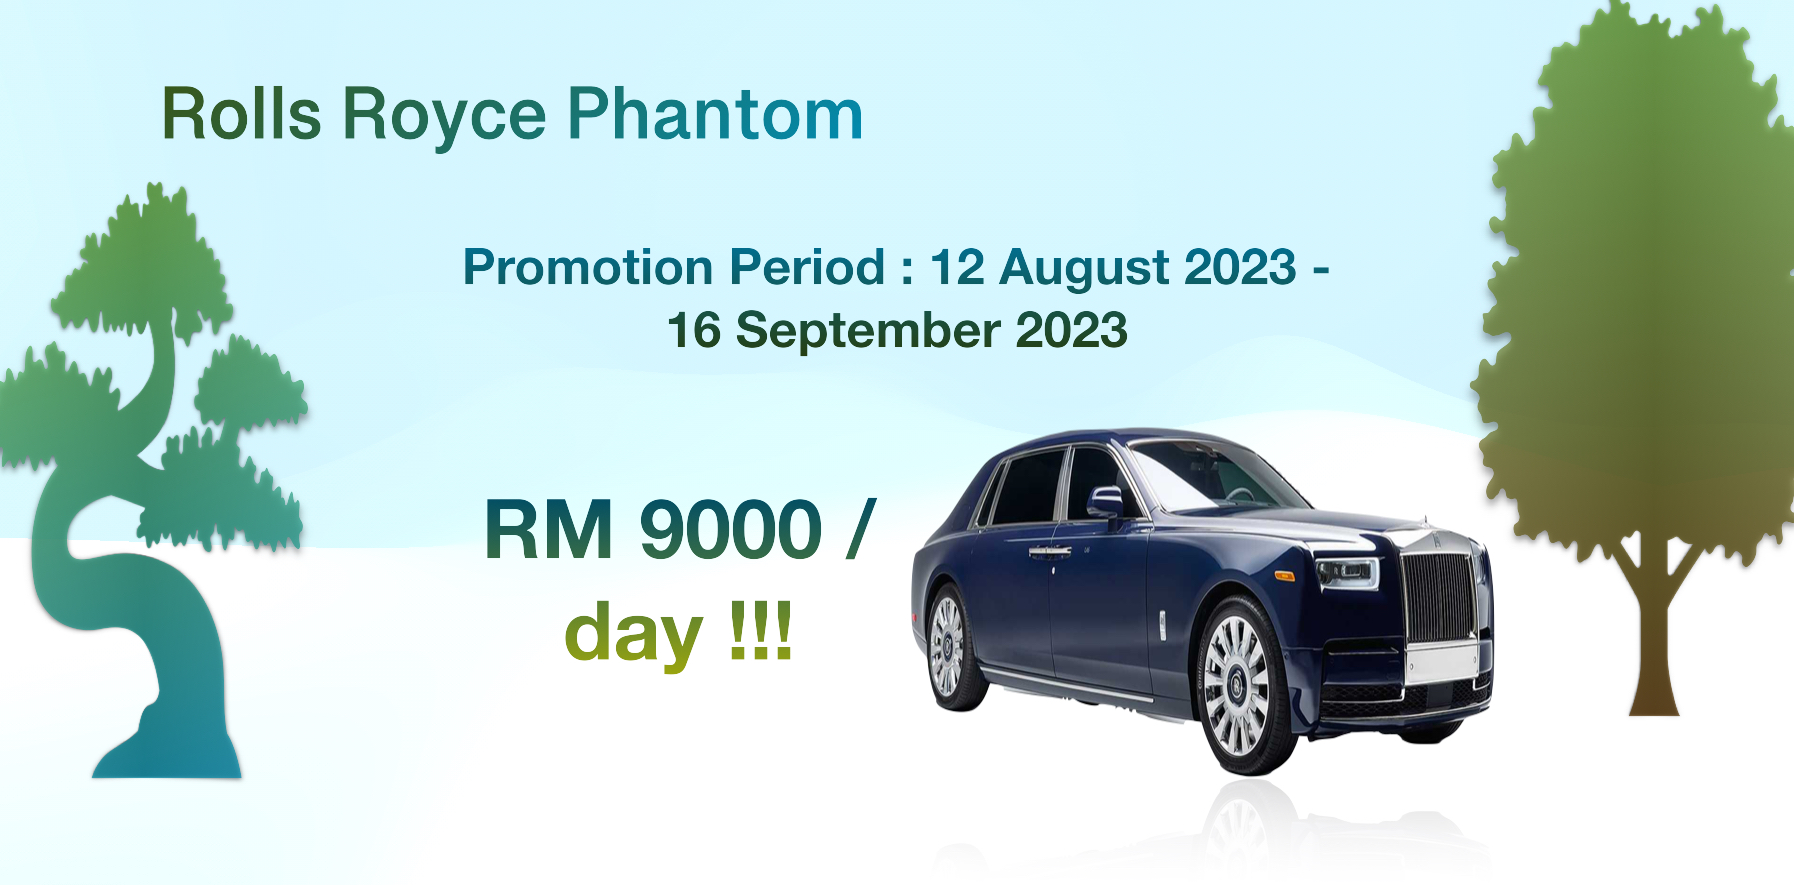 Rolls Royce Phantom
Promotion Period : 12 August 2023 -
16 September 2023
RM 9000 /
day !!!